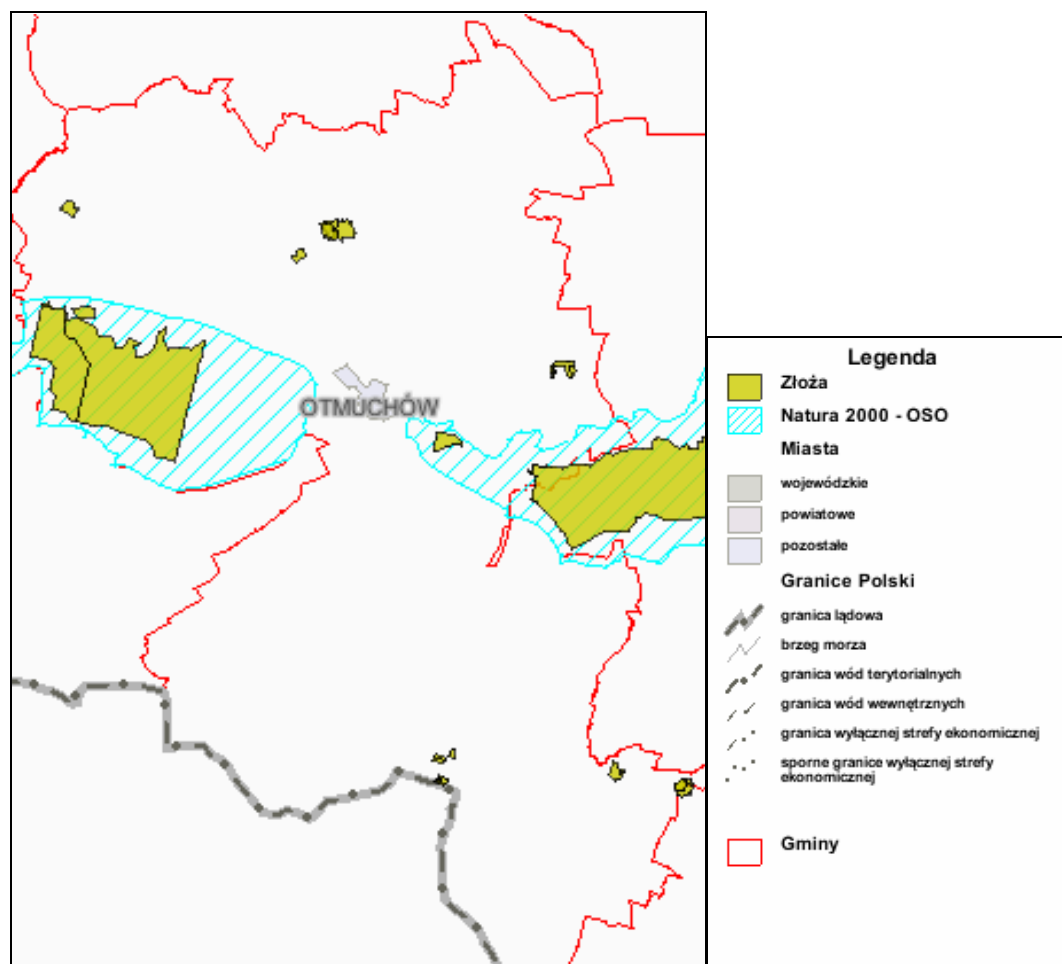 OTMUCHÓW
Legenda
Złoża
Natura 2000 - OSO
Miasta
wojewódzkie
powiatowe
pozostałe
Granice Polski
granica lądowa
brzeg morza
granica wód terytorialnych
granica wód wewnętrznych
granica wyłącznej strefy ekonomicznej
sporne granice wyłącznej strefy
ekonomicznej
Gminy